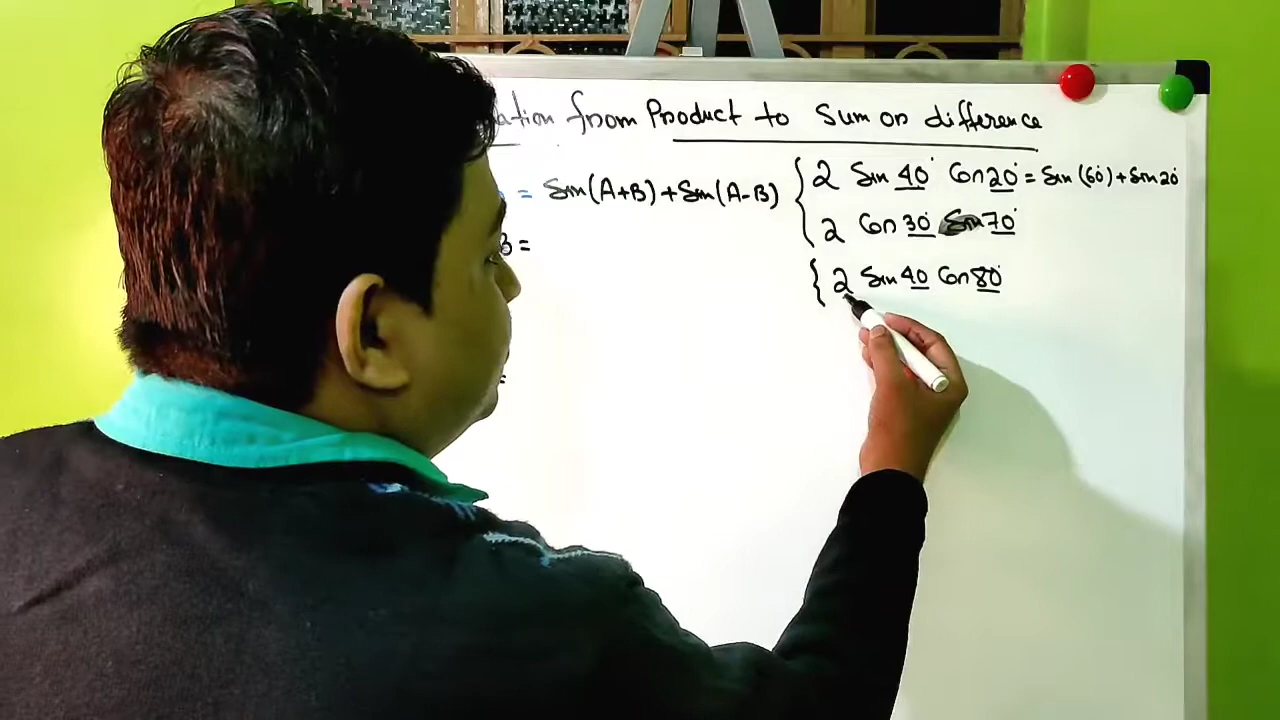 ation from Product to Sum or difference
= Sin(A+B) + Sin(A-B)
B =
=
2 Sin 40° Cos 20° = Sin (60°) + Sin 20°
2 Cos 30° Sin 70°
2 Sin 40 Cos 80°